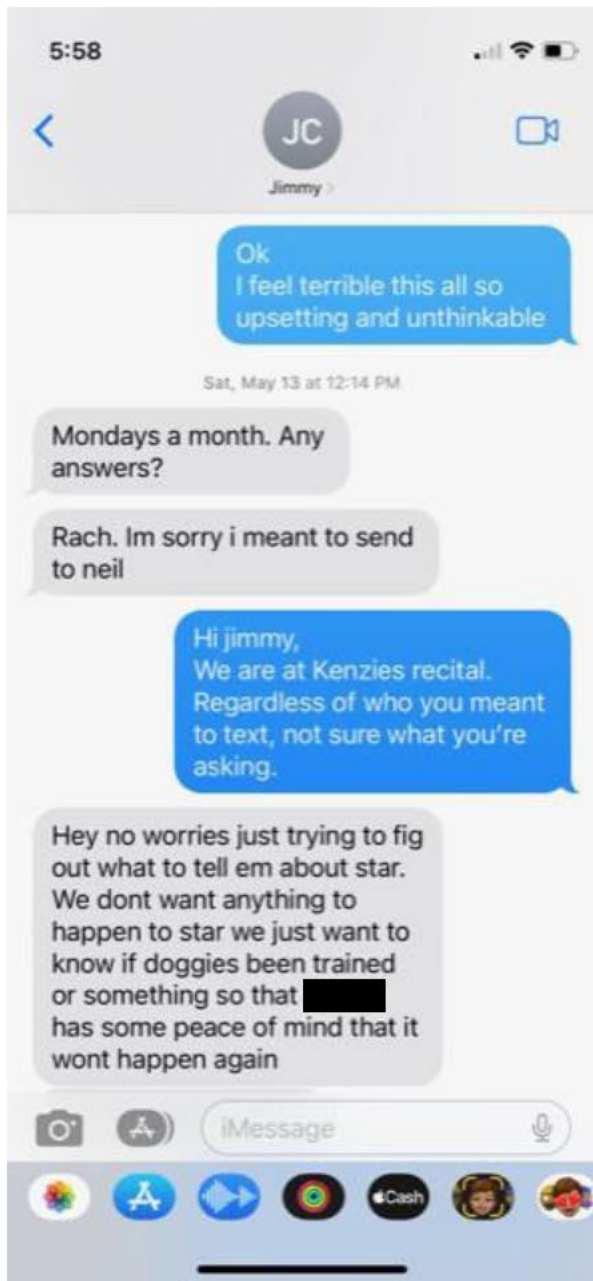 5:58
JC
Jimmy
Ok
I feel terrible this all so
upsetting and unthinkable
Sat, May 13 at 12:14 PM
Mondays a month. Any
answers?
Rach. Im sorry i meant to send
to neil
Hi jimmy,
We are at Kenzies recital.
Regardless of who you meant
to text, not sure what you're
asking.
Hey no worries just trying to fig
out what to tell em about star.
We dont want anything to
happen to star we just want to
know if doggies been trained
or something so that
has some peace of mind that it
wont happen again
iMessage
Cash